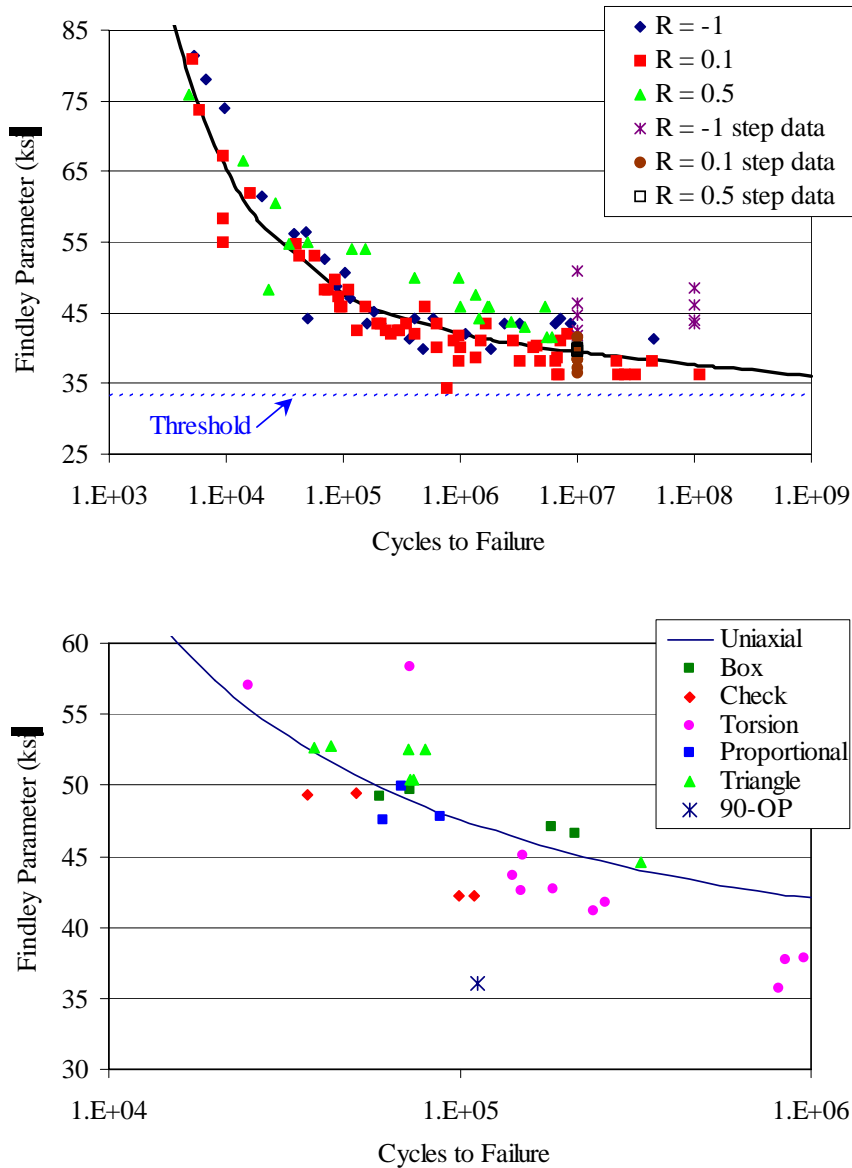 85
75
65
55
45
35
25
Findley Parameter (ksi
R = -1
R = 0.1
R = 0.5
R = -1 step data
R = 0.1 step data
R = 0.5 step data
Threshold
1.E+03 1.E+04 1.E+05 1.E+06 1.E+07 1.E+08 1.E+09
Cycles to Failure
60
55
50
45
40
35
30
Findley Parameter (ksi
Uniaxial
Box
Check
Torsion
Proportional
Triangle
90-OP
1.E+04 1.E+05 1.E+06
Cycles to Failure